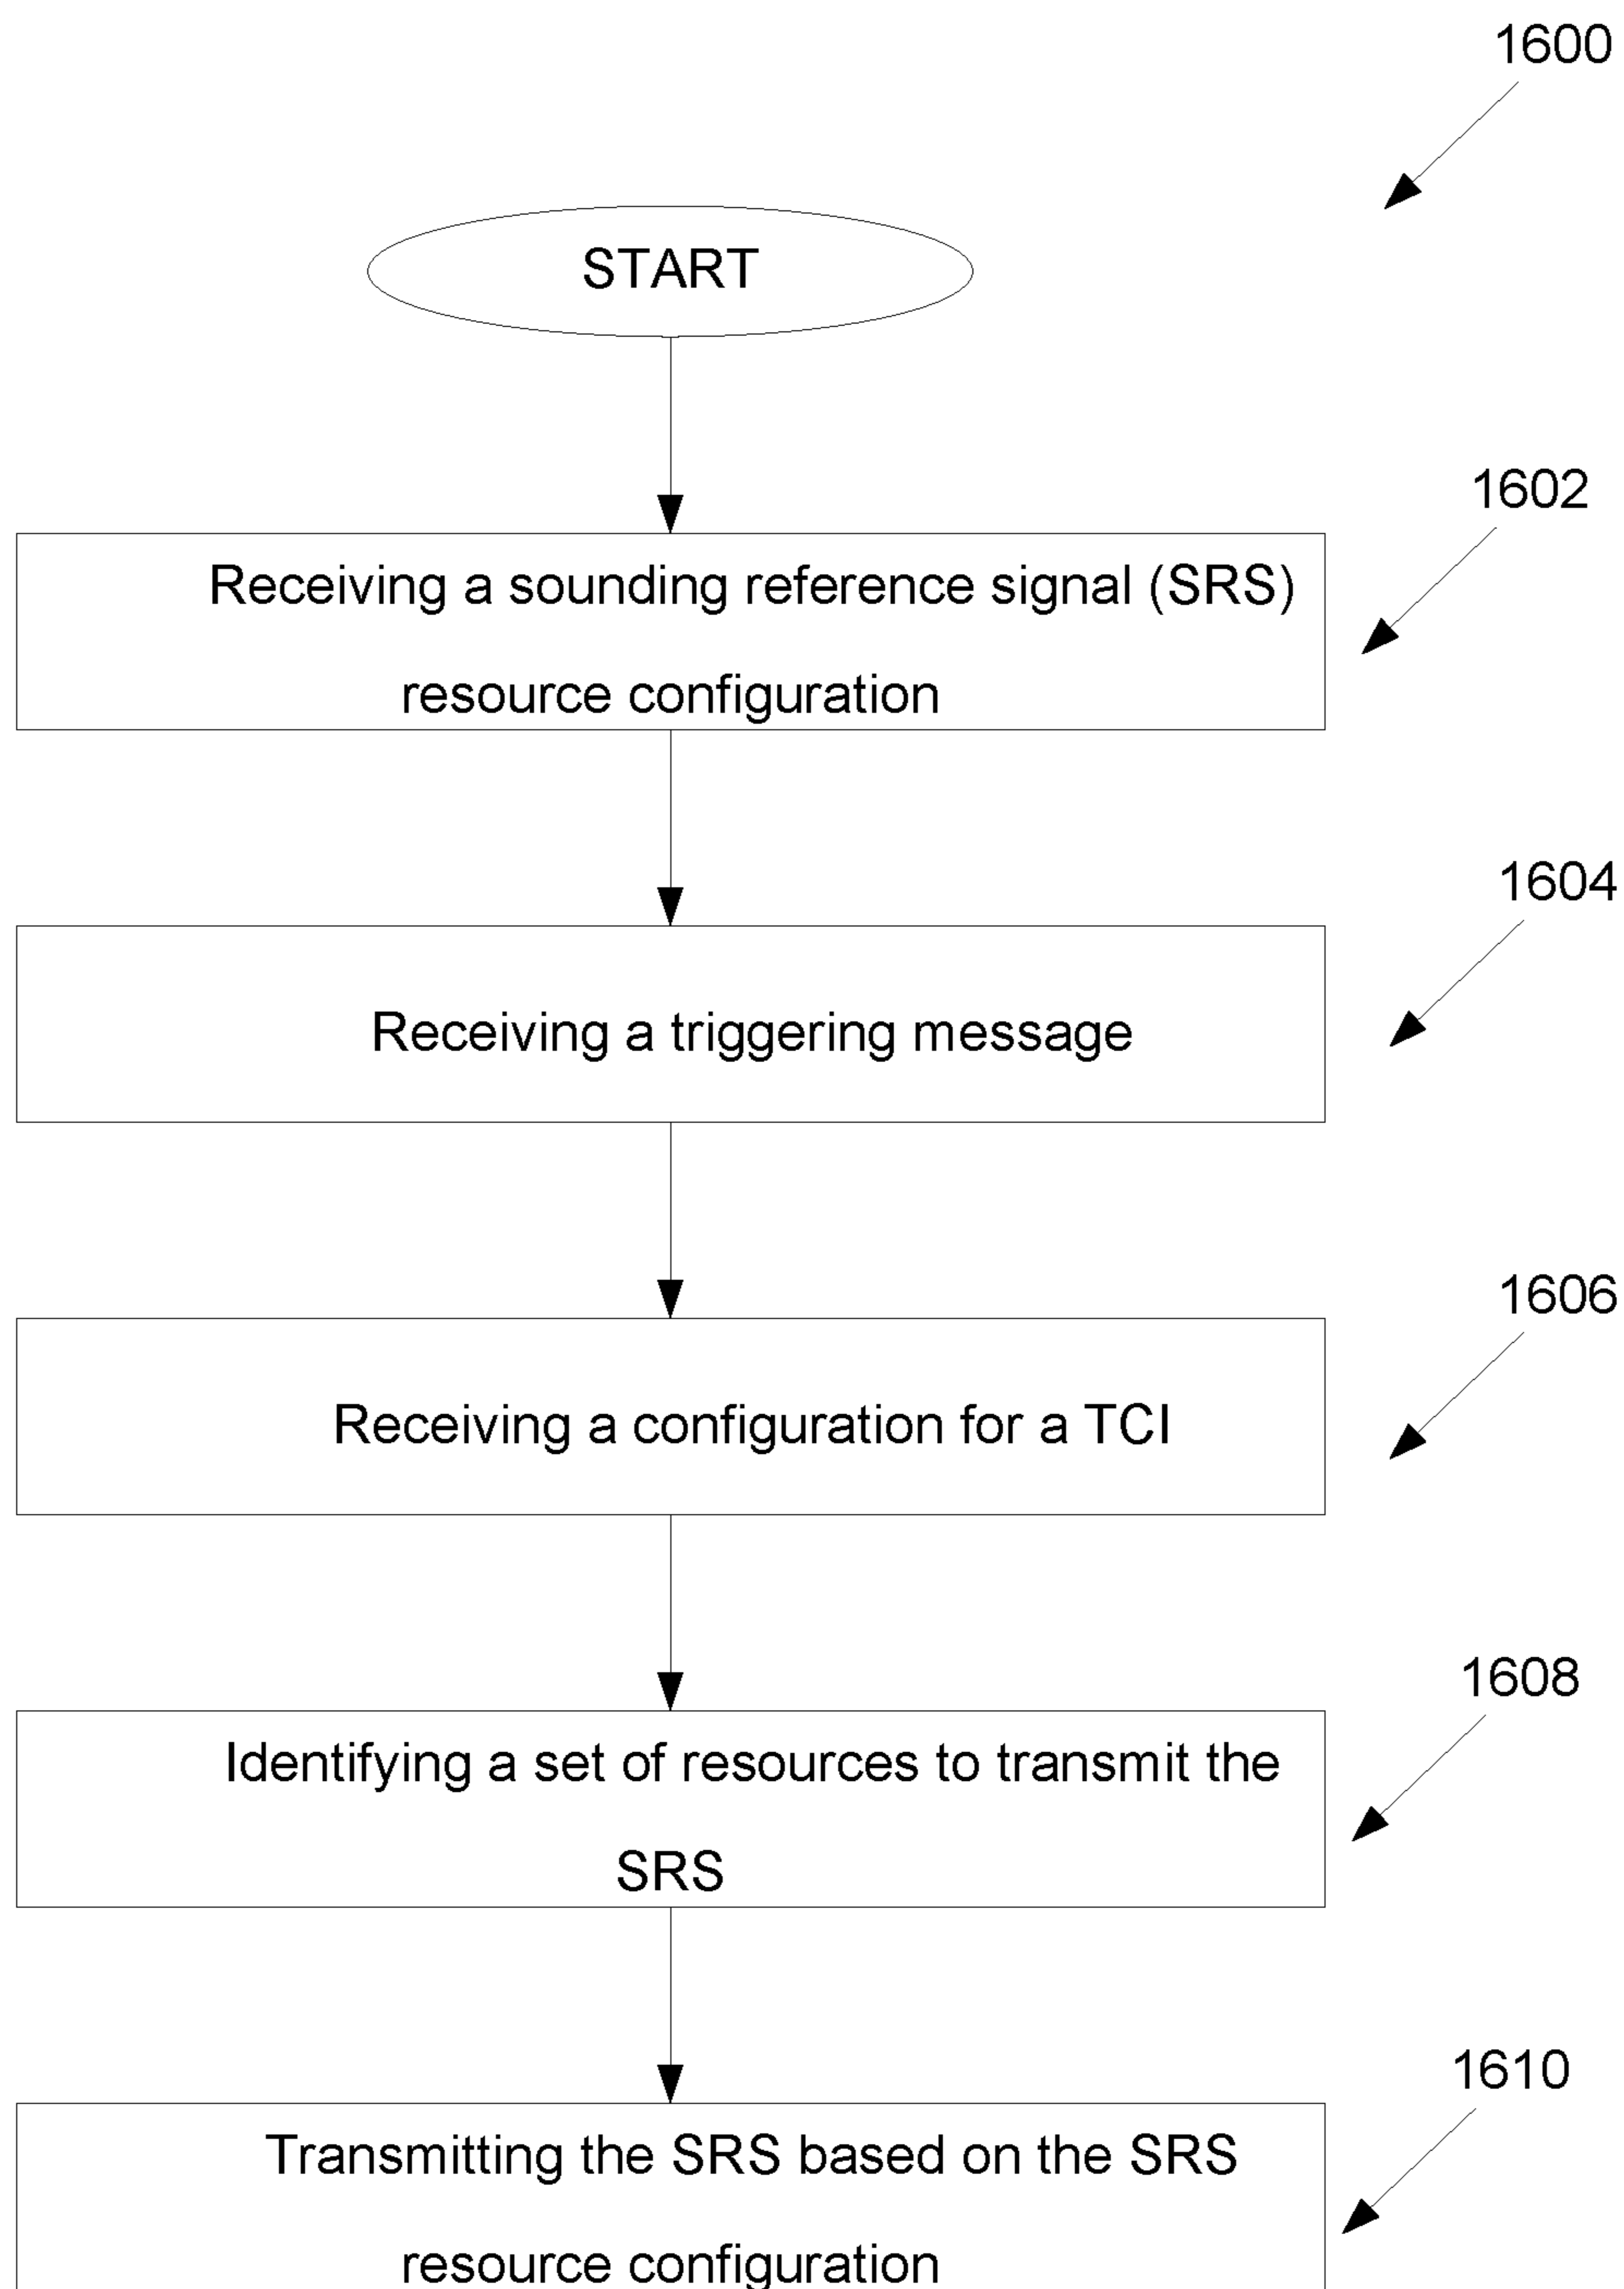 1600
START
1602
Receiving a sounding reference signal (SRS)
resource configuration
1604
Receiving a triggering message
1606
Receiving a configuration for a TCI
1608
Identifying a set of resources to transmit the
SRS
1610
Transmitting the SRS based on the SRS
resource configuration